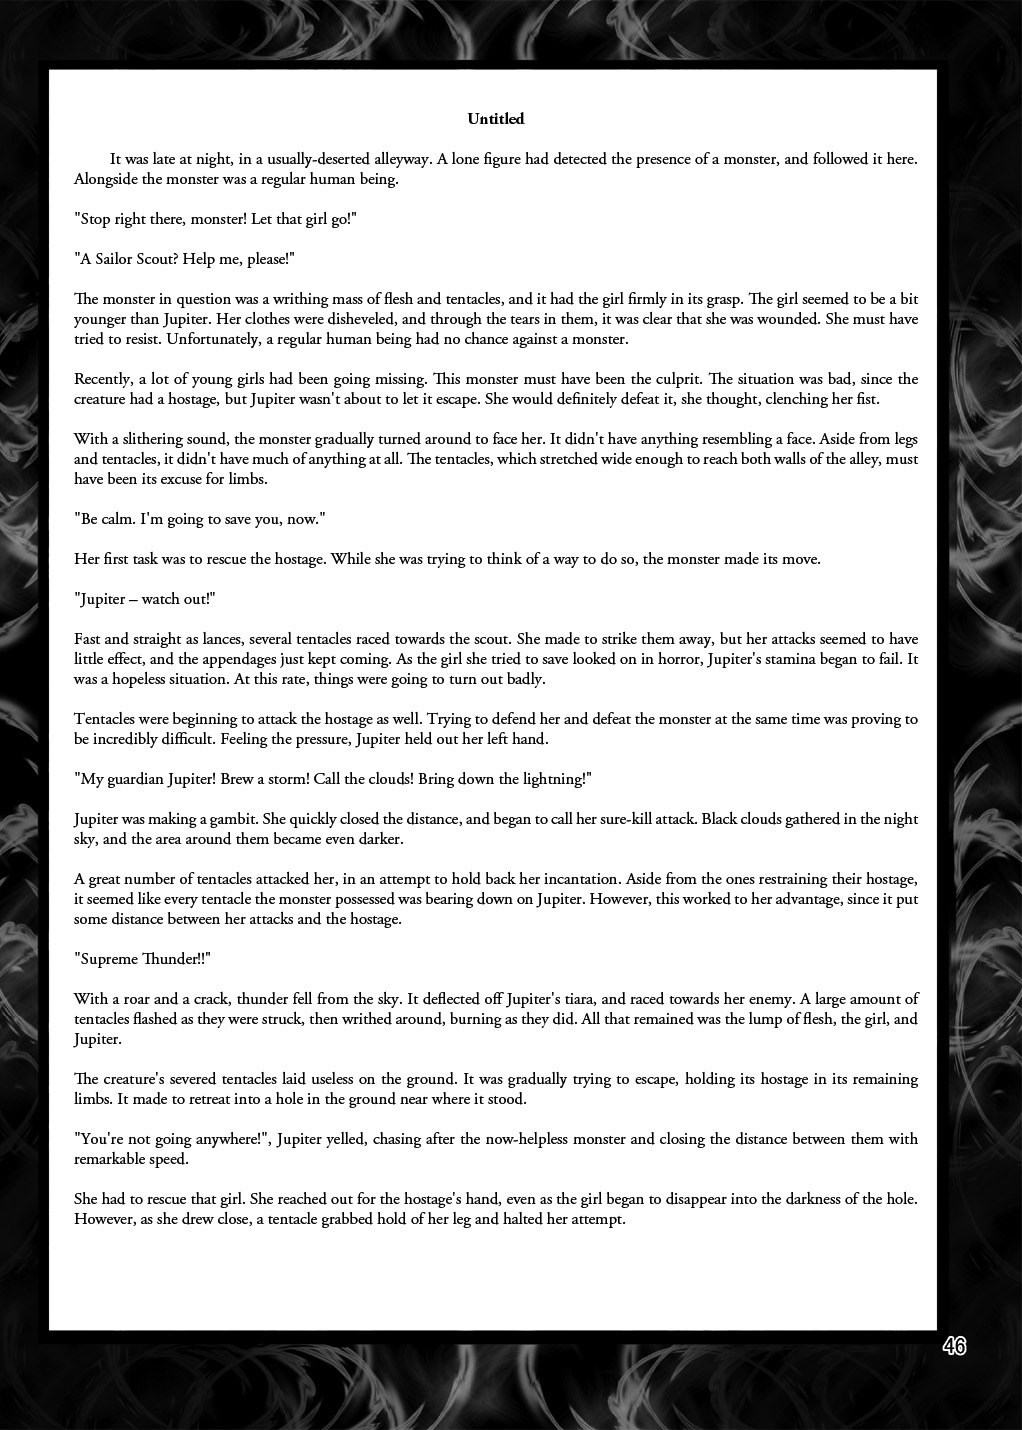 Untitled
It was late at night, in a usually-deserted alleyway. A lone figure had detected the presence of a monster, and followed it here.
Alongside the monster was a regular human being.
"Stop right there, monster! Let that girl go!"
"A Sailor Scout? Help me, please!"
The monster in question was a writhing mass of flesh and tentacles, and it had the girl firmly in its grasp. The girl seemed to be a bit
younger than Jupiter. Her clothes were disheveled, and through the tears in them, it was clear that she was wounded. She must have
tried to resist. Unfortunately, a regular human being had no chance against a monster.
Recently, a lot of young girls had been going missing. This monster must have been the culprit. The situation was bad, since the
creature had a hostage, but Jupiter wasn't about to let it escape. She would definitely defeat it, she thought, clenching her fist.
With a slithering sound, the monster gradually turned around to face her. It didn't have anything resembling a face. Aside from legs
and tentacles, it didn't have much of anything at all. The tentacles, which stretched wide enough to reach both walls of the alley, must
have been its excuse for limbs.
"Be calm. I'm going to save you, now."
Her first task was to rescue the hostage. While she was trying to think of a way to do so, the monster made its move.
"Jupiter – watch out!"
Fast and straight as lances, several tentacles raced towards the scout. She made to strike them away, but her attacks seemed to have
little effect, and the appendages just kept coming. As the girl she tried to save looked on in horror, Jupiter's stamina began to fail. It
was a hopeless situation. At this rate, things were going to turn out badly.
Tentacles were beginning to attack the hostage as well. Trying to defend her and defeat the monster at the same time was proving to
be incredibly difficult. Feeling the pressure, Jupiter held out her left hand.
"My guardian Jupiter! Brew a storm! Call the clouds! Bring down the lightning!"
Jupiter was making a gambit. She quickly closed the distance, and began to call her sure-kill attack. Black clouds gathered in the night
sky, and the area around them became even darker.
A great number of tentacles attacked her, in an attempt to hold back her incantation. Aside from the ones restraining their hostage,
it seemed like every tentacle the monster possessed was bearing down on Jupiter. However, this worked to her advantage, since it put
some distance between her attacks and the hostage.
"Supreme Thunder!!"
With a roar and a crack, thunder fell from the sky. It deflected off Jupiter's tiara, and raced towards her enemy. A large amount of
tentacles flashed as they were struck, then writhed around, burning as they did. All that remained was the lump of flesh, the girl, and
Jupiter.
The creature's severed tentacles laid useless on the ground. It was gradually trying to escape, holding its hostage in its remaining
limbs. It made to retreat into a hole in the ground near where it stood.
"You're not going anywhere!", Jupiter yelled, chasing after the now-helpless monster and closing the distance between them with
remarkable speed.
She had to rescue that girl. She reached out for the hostage's hand, even as the girl began to disappear into the darkness of the hole.
However, as she drew close, a tentacle grabbed hold of her leg and halted her attempt.
46